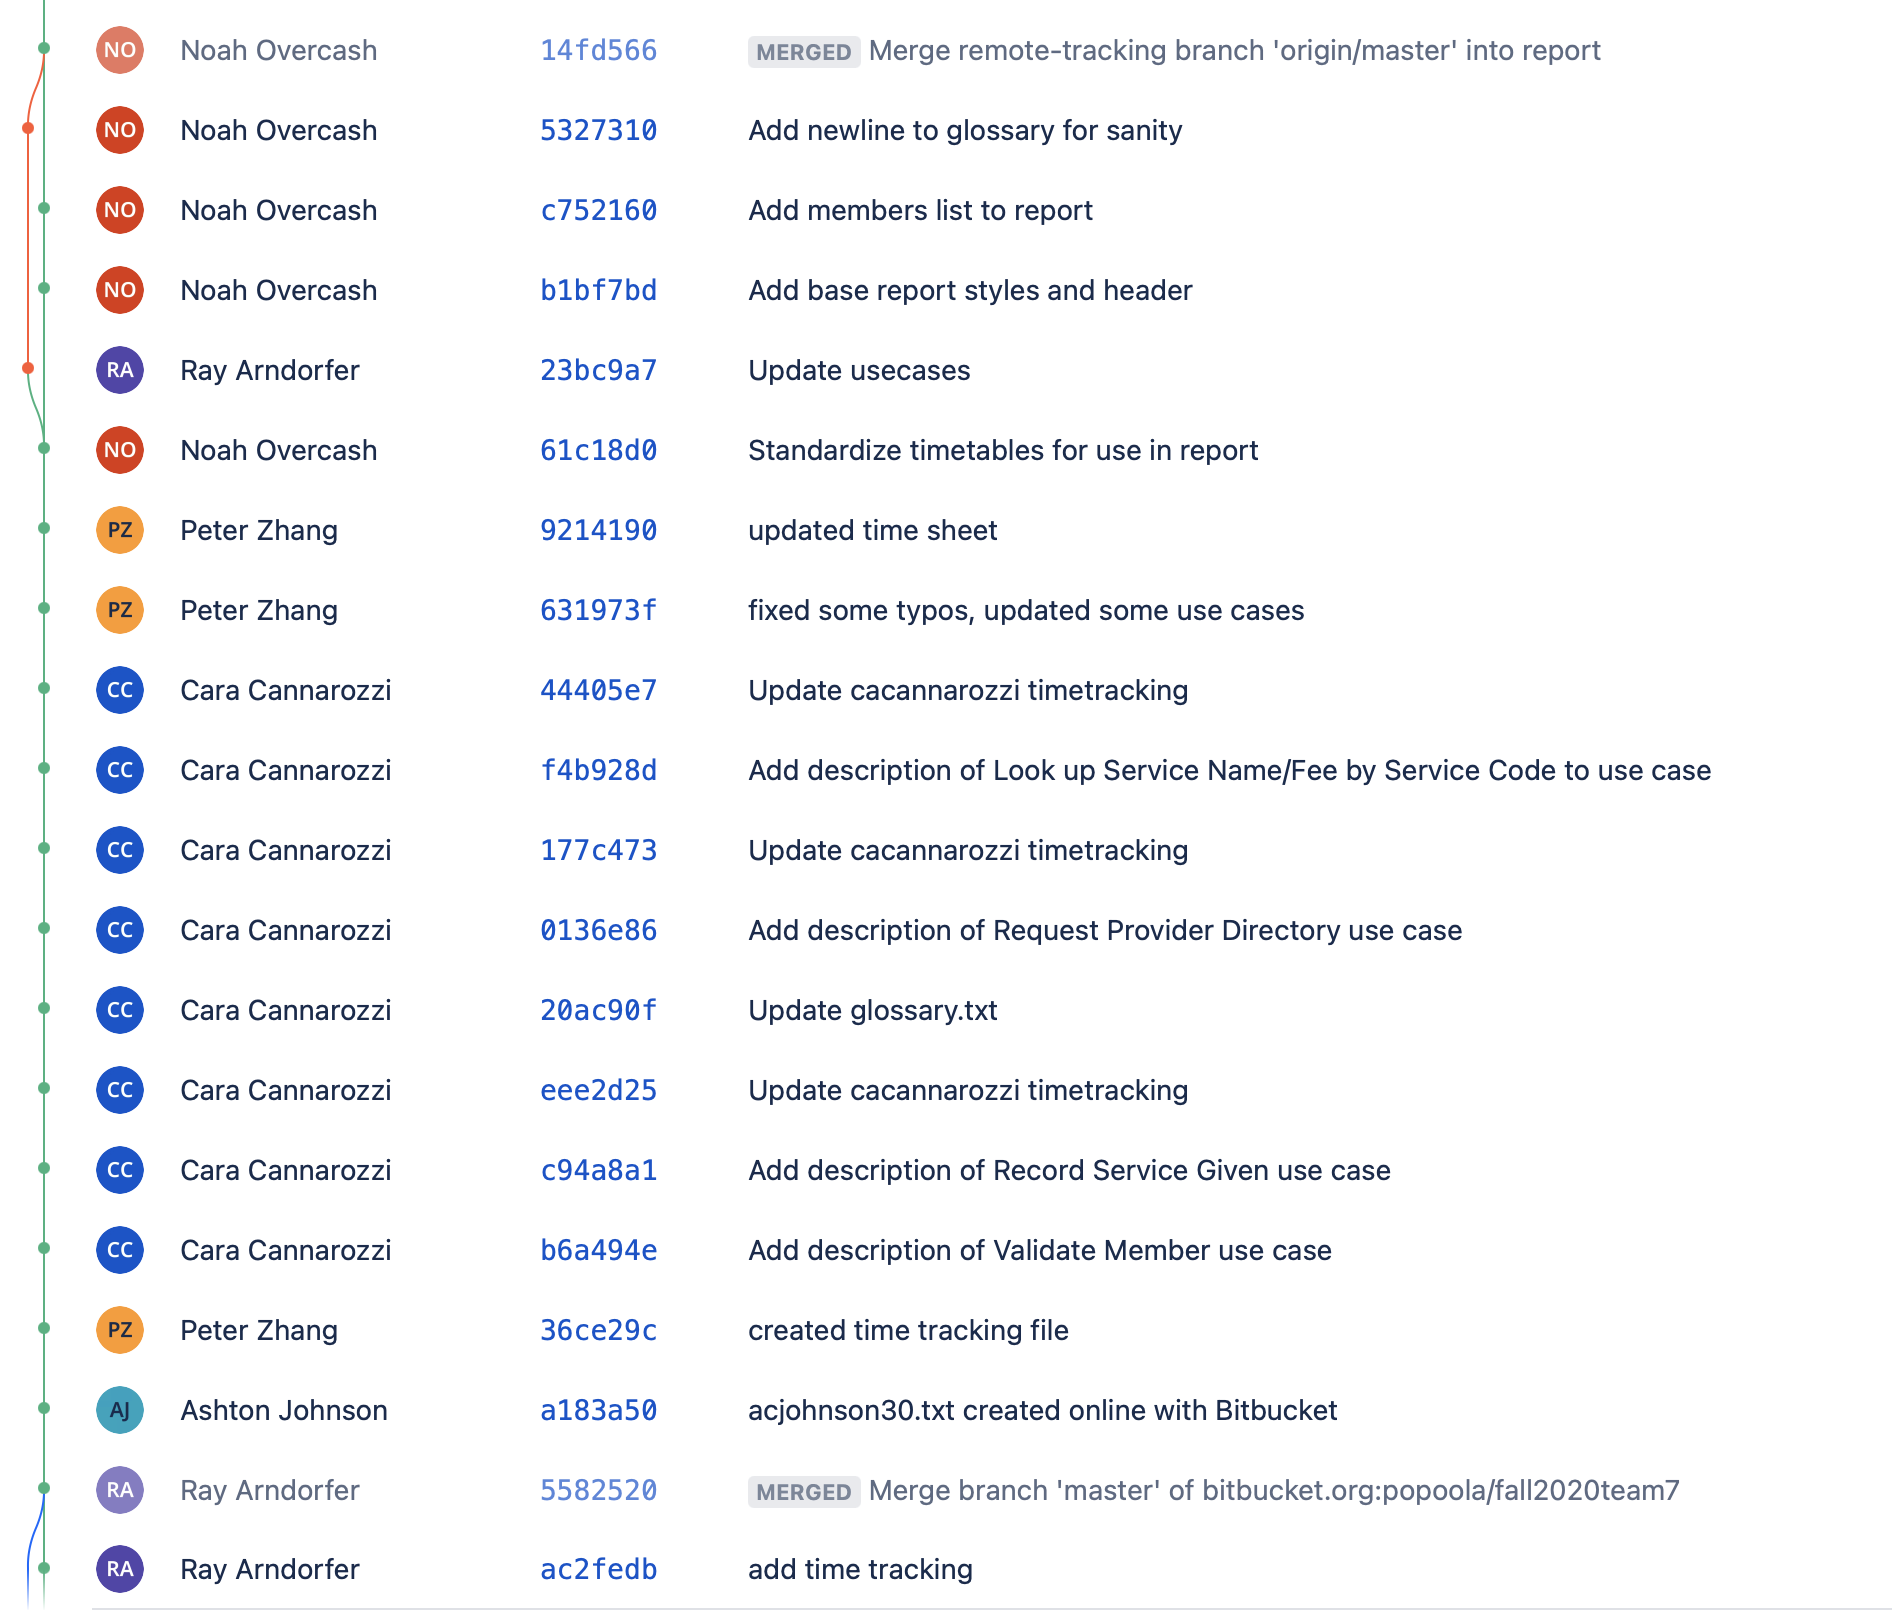 NO Noah Overcash 14fd566 MERGED Merge remote-tracking branch 'origin/master' into report
NO Noah Overcash 5327310 Add newline to glossary for sanity
NO Noah Overcash c752160 Add members list to report
NO Noah Overcash b1bf7bd Add base report styles and header
RA Ray Arndorfer 23bc9a7 Update usecases
NO Noah Overcash 61c18d0 Standardize timetables for use in report
PZ Peter Zhang 9214190 updated time sheet
PZ Peter Zhang 631973f fixed some typos, updated some use cases
CC Cara Cannarozzi 44405e7 Update cacannarozzi timetracking
CC Cara Cannarozzi f4b928d Add description of Look up Service Name/Fee by Service Code to use case
CC Cara Cannarozzi 177c473 Update cacannarozzi timetracking
CC Cara Cannarozzi 0136e86 Add description of Request Provider Directory use case
CC Cara Cannarozzi 20ac90f Update glossary.txt
CC Cara Cannarozzi eee2d25 Update cacannarozzi timetracking
CC Cara Cannarozzi c94a8a1 Add description of Record Service Given use case
CC Cara Cannarozzi b6a494e Add description of Validate Member use case
PZ Peter Zhang 36ce29c created time tracking file
AJ Ashton Johnson a183a50 acjohnson30.txt created online with Bitbucket
RA Ray Arndorfer 5582520 MERGED Merge branch 'master' of bitbucket.org:popoola/fall2020team7
RA Ray Arndorfer ac2fedb add time tracking